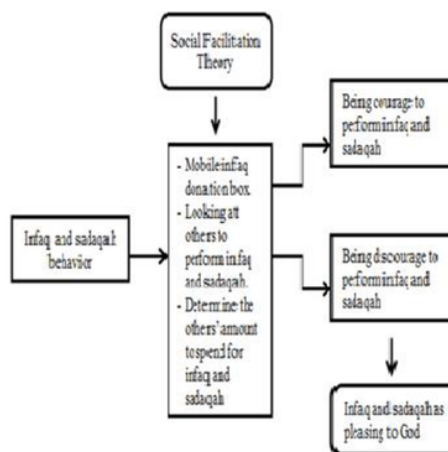 Social Facilitation
Theory
Being courage to
perform infaq and
sadaqah
- Mobile infaq
donation box.
- Looking at
others to
perform infaq
and sadaqah.
- Determine the
others' amount
to spend for
infaq and
sadaqah
Infaq and sadaqah
behavior
Being discourage to
perform infaq and
sadaqah
Infaq and sadaqah as
pleasing to God